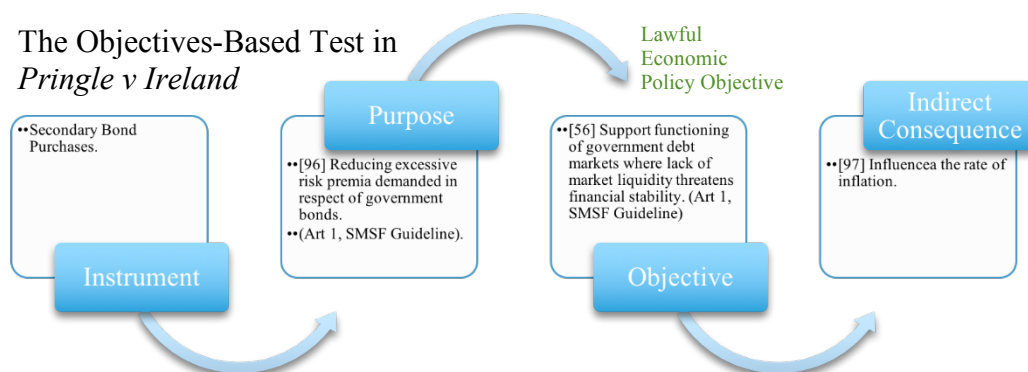 The Objectives-Based Test in
Pringle v Ireland
Lawful
Economic
Policy Objective
••Secondary Bond
Purchases.
Instrument
Purpose
••[96] Reducing excessive
risk premia demanded in
respect of government
bonds.
••(Art 1, SMSF Guideline).
••[56] Support functioning
of government debt
markets where lack of
market liquidity threatens
financial stability. (Art 1,
SMSF Guideline)
Objective
Indirect
Consequence
••[97] Influencea the rate of
inflation.